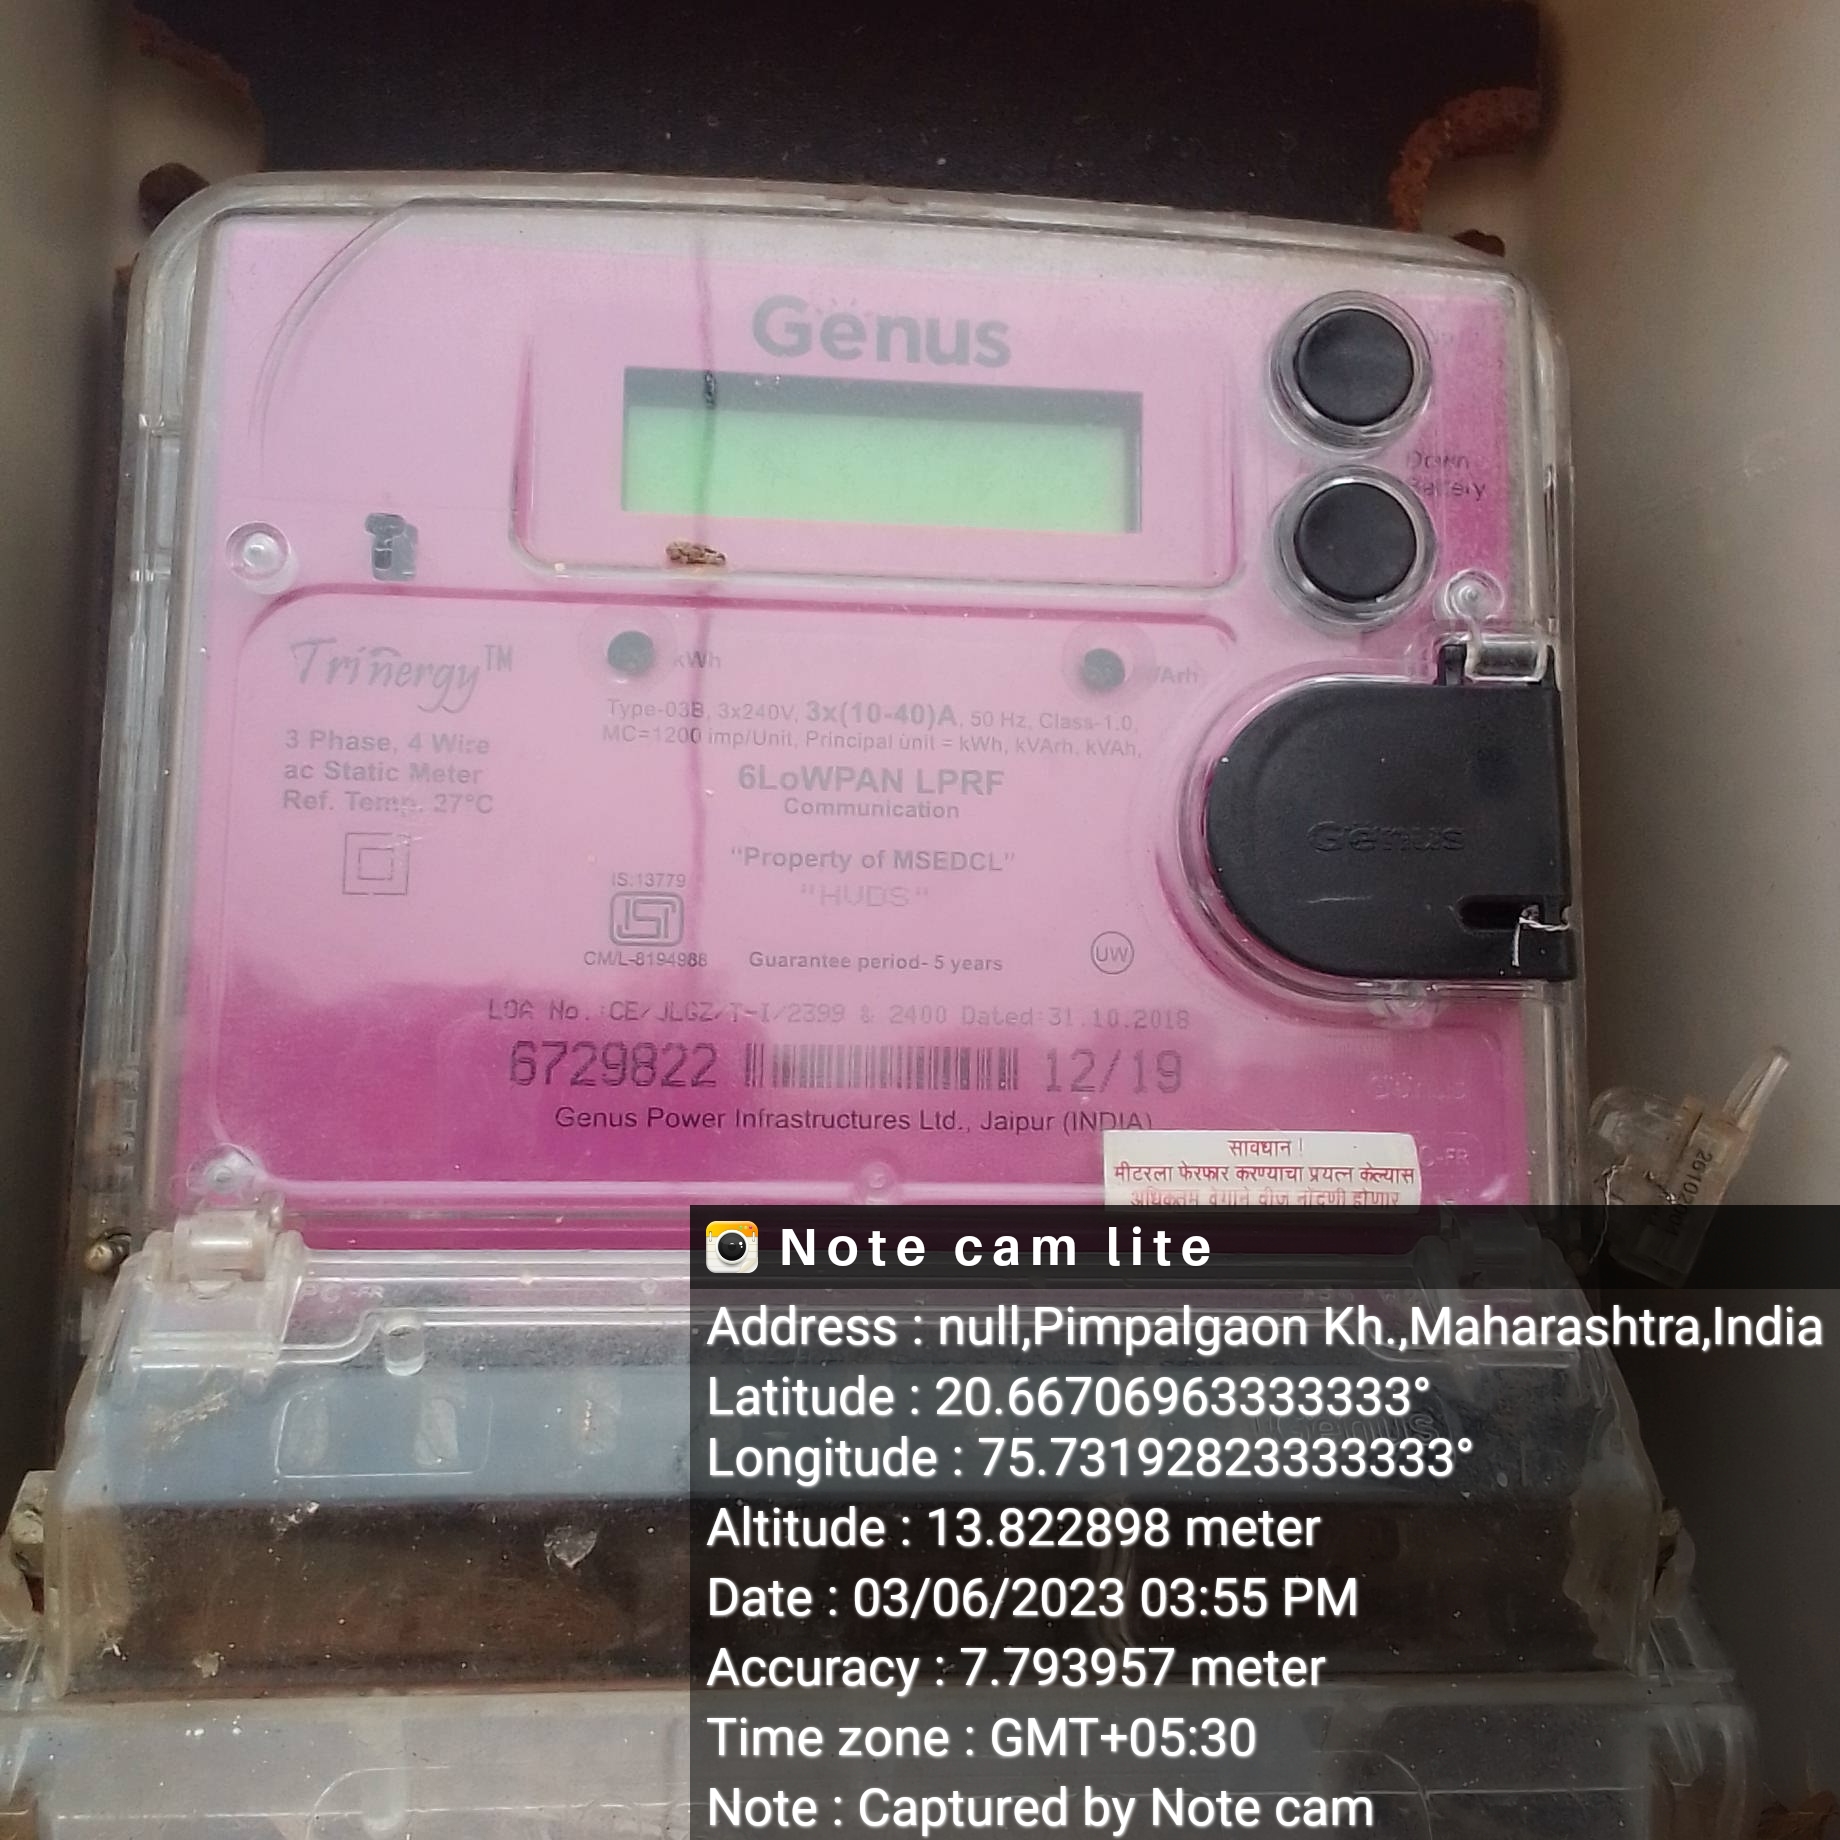 Genus
Down
Battery
Trinergy™
kWh
Type-03B, 3x240V, 3x(10-40)A, 50 Hz, Class-1.0,
MC=1200 imp/Unit, Principal unit = kWh, kVArh, kVAh,
3 Phase, 4 Wire
ac Static Meter
Ref. Temp. 27°C
6LoWPAN LPRF
Communication
"Property of MSEDCL"
"HVDS"
Genus
IS.13779
CM/L-8194988
Guarantee period- 5 years
UW
LOA No.:CE/JLGZ/T-I/2399 & 2400 Dated:31.10.2018
6729822 12/19
Genus Power Infrastructures Ltd., Jaipur (INDIA)
सावधान !
मीटरला फेरफार करण्याचा प्रयत्न केल्यास
अधिकतम वेगाने वीज नोंदणी होणार
Note cam lite
Address : null,Pimpalgaon Kh.,Maharashtra,India
Latitude : 20.66706963333333°
Longitude : 75.73192823333333°
Altitude : 13.822898 meter
Date : 03/06/2023 03:55 PM
Accuracy : 7.793957 meter
Time zone : GMT+05:30
Note : Captured by Note cam